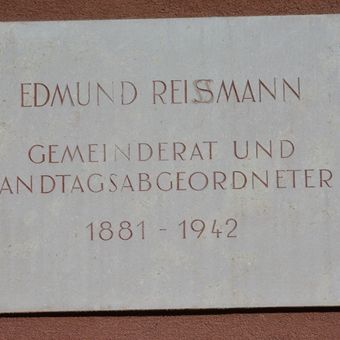 EDMUND REISSMANN
GEMEINDERAT UND
ANDTAGSABGEORDNETER
1881 - 1942